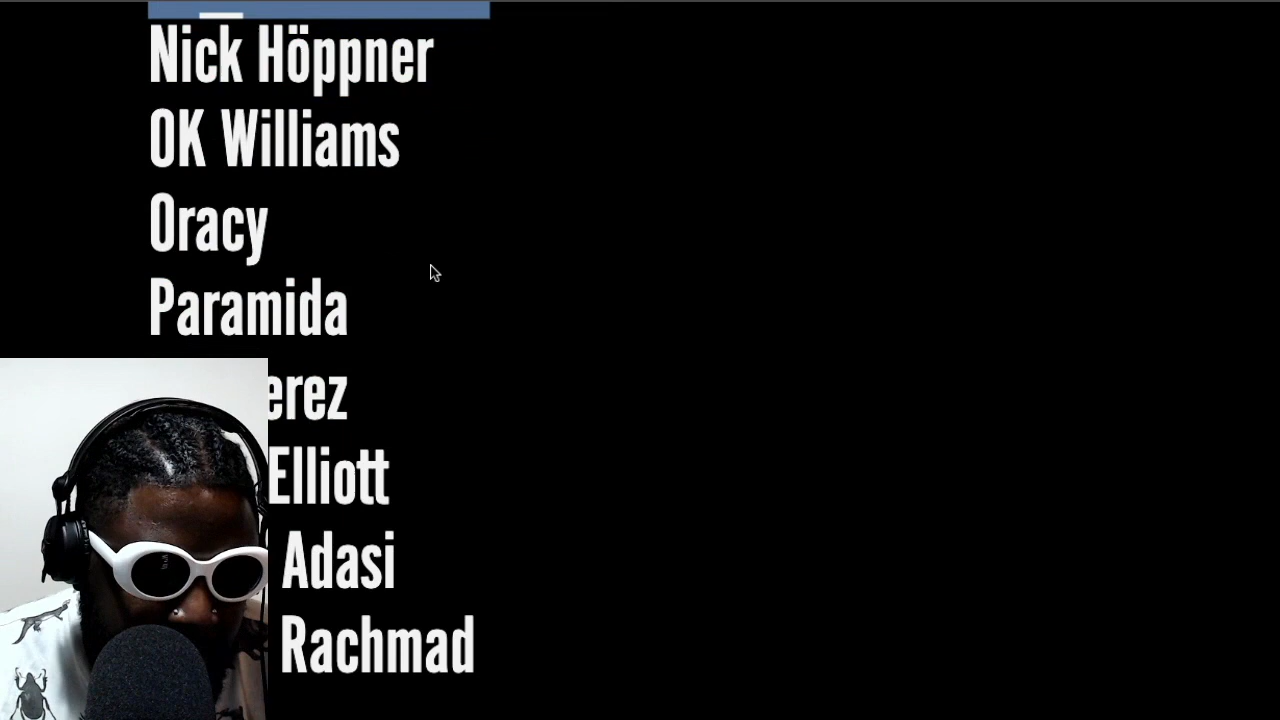 Nick Höppner
OK Williams
Oracy
Paramida
erez
Elliott
Adasi
Rachmad